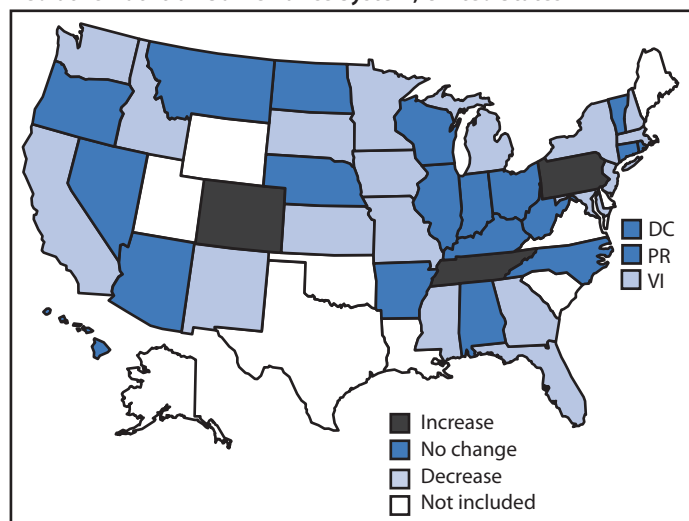 DC
PR
VI
Increase
No change
Decrease
Not included